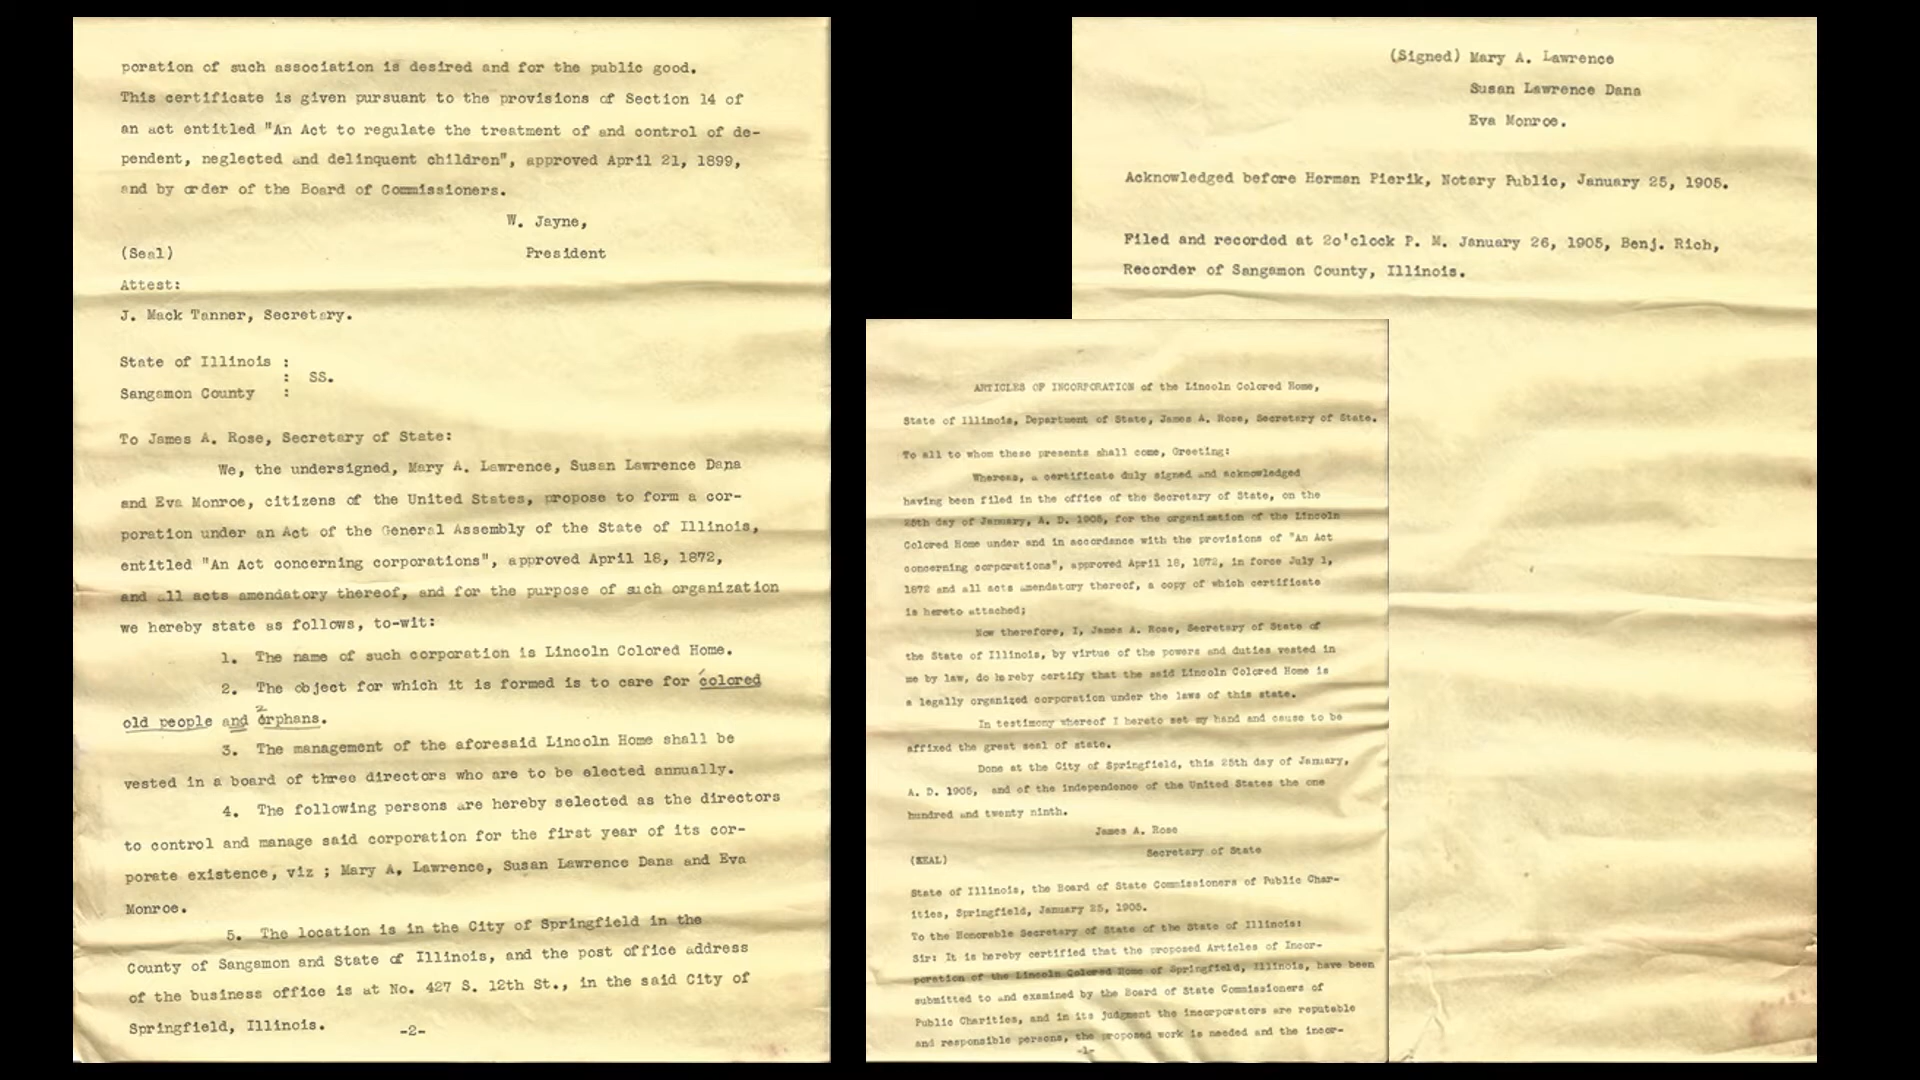 ARTICLES OF INCORPORATION of the Lincoln Colored Home,
State of Illinois, Department of State, James A. Rose, Secretary of State.
To all to whom these presents shall come, Greeting:
Whereas, a certificate duly signed and acknowledged
having been filed in the office of the Secretary of State, on the
25th day of January, A. D. 1905, for the organization of the Lincoln
Colored Home under and in accordance with the provisions of "An Act
concerning corporations", approved April 18, 1872, in force July 1,
1872 and all acts amendatory thereof, a copy of which certificate
is hereto attached;
Now therefore, I, James A. Rose, Secretary of State of
the State of Illinois, by virtue of the powers and duties vested in
me by law, do hereby certify that the said Lincoln Colored Home is
a legally organized corporation under the laws of this state.
In testimony whereof I hereto set my hand and cause to be
affixed the great seal of state.
Done at the City of Springfield, this 25th day of January,
A. D. 1905, and of the independence of the United States the one
hundred and twenty ninth.
James A. Rose
(SEAL) Secretary of State
State of Illinois, the Board of State Commissioners of Public Char-
ities, Springfield, January 25, 1905.
To the Honorable Secretary of State of the State of Illinois:
Sir: It is hereby certified that the proposed Articles of Incor-
poration of the Lincoln Colored Home of Springfield, Illinois, have been
submitted to and examined by the Board of State Commissioners of
Public Charities, and in its judgment the incorporators are reputable
and responsible persons, the proposed work is needed and the incor-
-1-
poration of such association is desired and for the public good.
This certificate is given pursuant to the provisions of Section 14 of
an act entitled "An Act to regulate the treatment of and control of de-
pendent, neglected and delinquent children", approved April 21, 1899,
and by order of the Board of Commissioners.
W. Jayne,
(Seal) President
Attest:
J. Mack Tanner, Secretary.
State of Illinois :
: SS.
Sangamon County :
To James A. Rose, Secretary of State:
We, the undersigned, Mary A. Lawrence, Susan Lawrence Dana
and Eva Monroe, citizens of the United States, propose to form a cor-
poration under an Act of the General Assembly of the State of Illinois,
entitled "An Act concerning corporations", approved April 18, 1872,
and all acts amendatory thereof, and for the purpose of such organization
we hereby state as follows, to-wit:
1. The name of such corporation is Lincoln Colored Home.
2. The object for which it is formed is to care for colored
old people and orphans.
3. The management of the aforesaid Lincoln Home shall be
vested in a board of three directors who are to be elected annually.
4. The following persons are hereby selected as the directors
to control and manage said corporation for the first year of its cor-
porate existence, viz ; Mary A. Lawrence, Susan Lawrence Dana and Eva
Monroe.
5. The location is in the City of Springfield in the
County of Sangamon and State of Illinois, and the post office address
of the business office is at No. 427 S. 12th St., in the said City of
Springfield, Illinois.
-2-
(Signed) Mary A. Lawrence
Susan Lawrence Dana
Eva Monroe.
Acknowledged before Herman Pierik, Notary Public, January 25, 1905.
Filed and recorded at 2o'clock P. M. January 26, 1905, Benj. Rich,
Recorder of Sangamon County, Illinois.